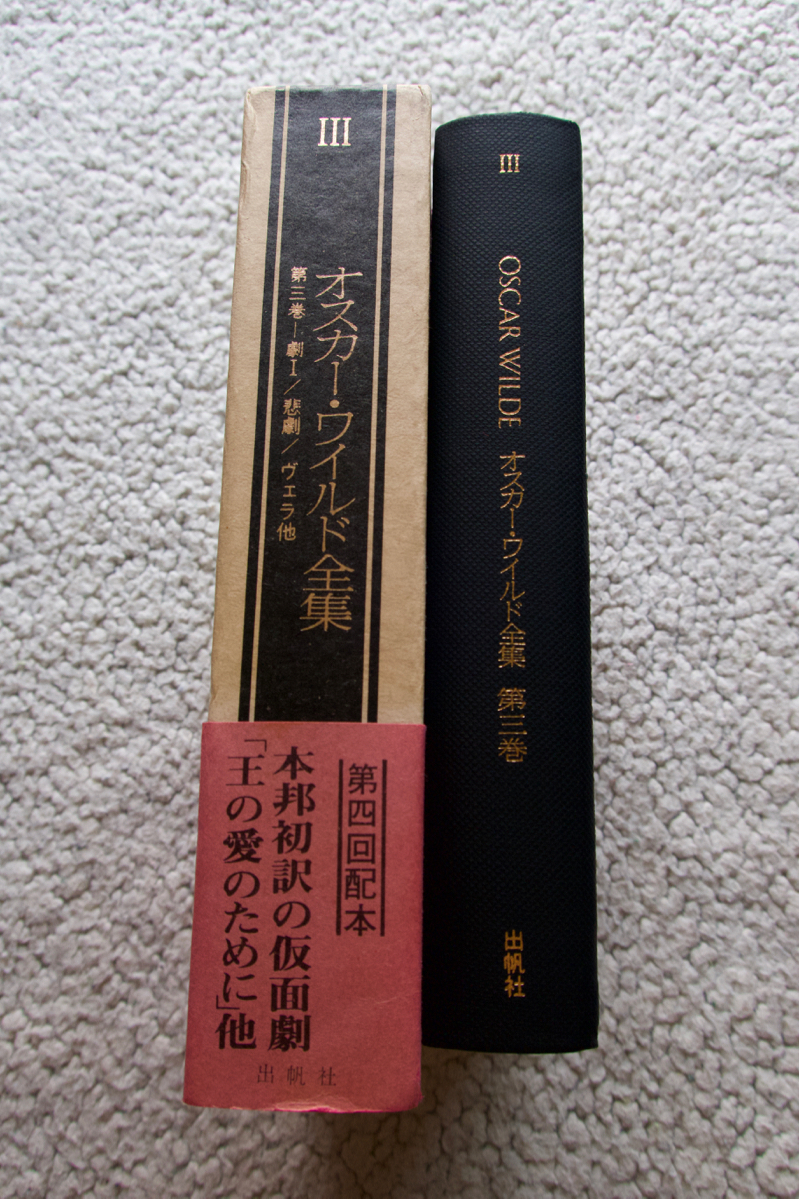 III
オスカー・ワイルド全集
第三巻―劇I／悲劇／ヴェラ他
第四回配本
本邦初訳の仮面劇
「王の愛のために」他
出帆社
III
OSCAR WILDE オスカー・ワイルド全集 第三巻
出帆社